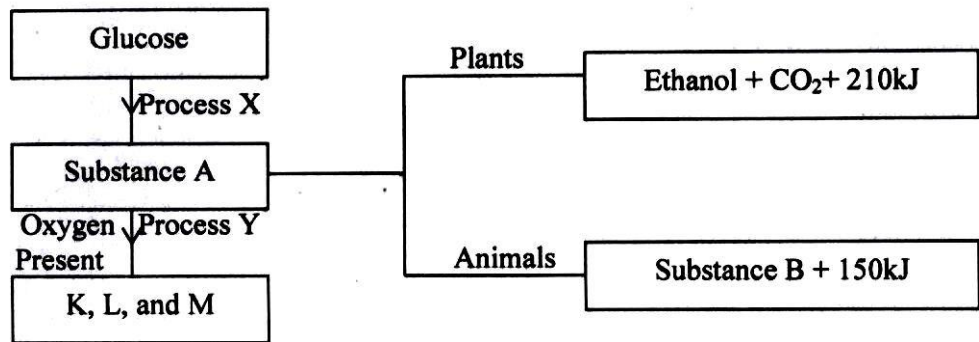 Glucose
Process X
Substance A
Oxygen Process Y
Present
K, L, and M
Plants
Ethanol + CO₂+ 210kJ
Animals
Substance B + 150kJ